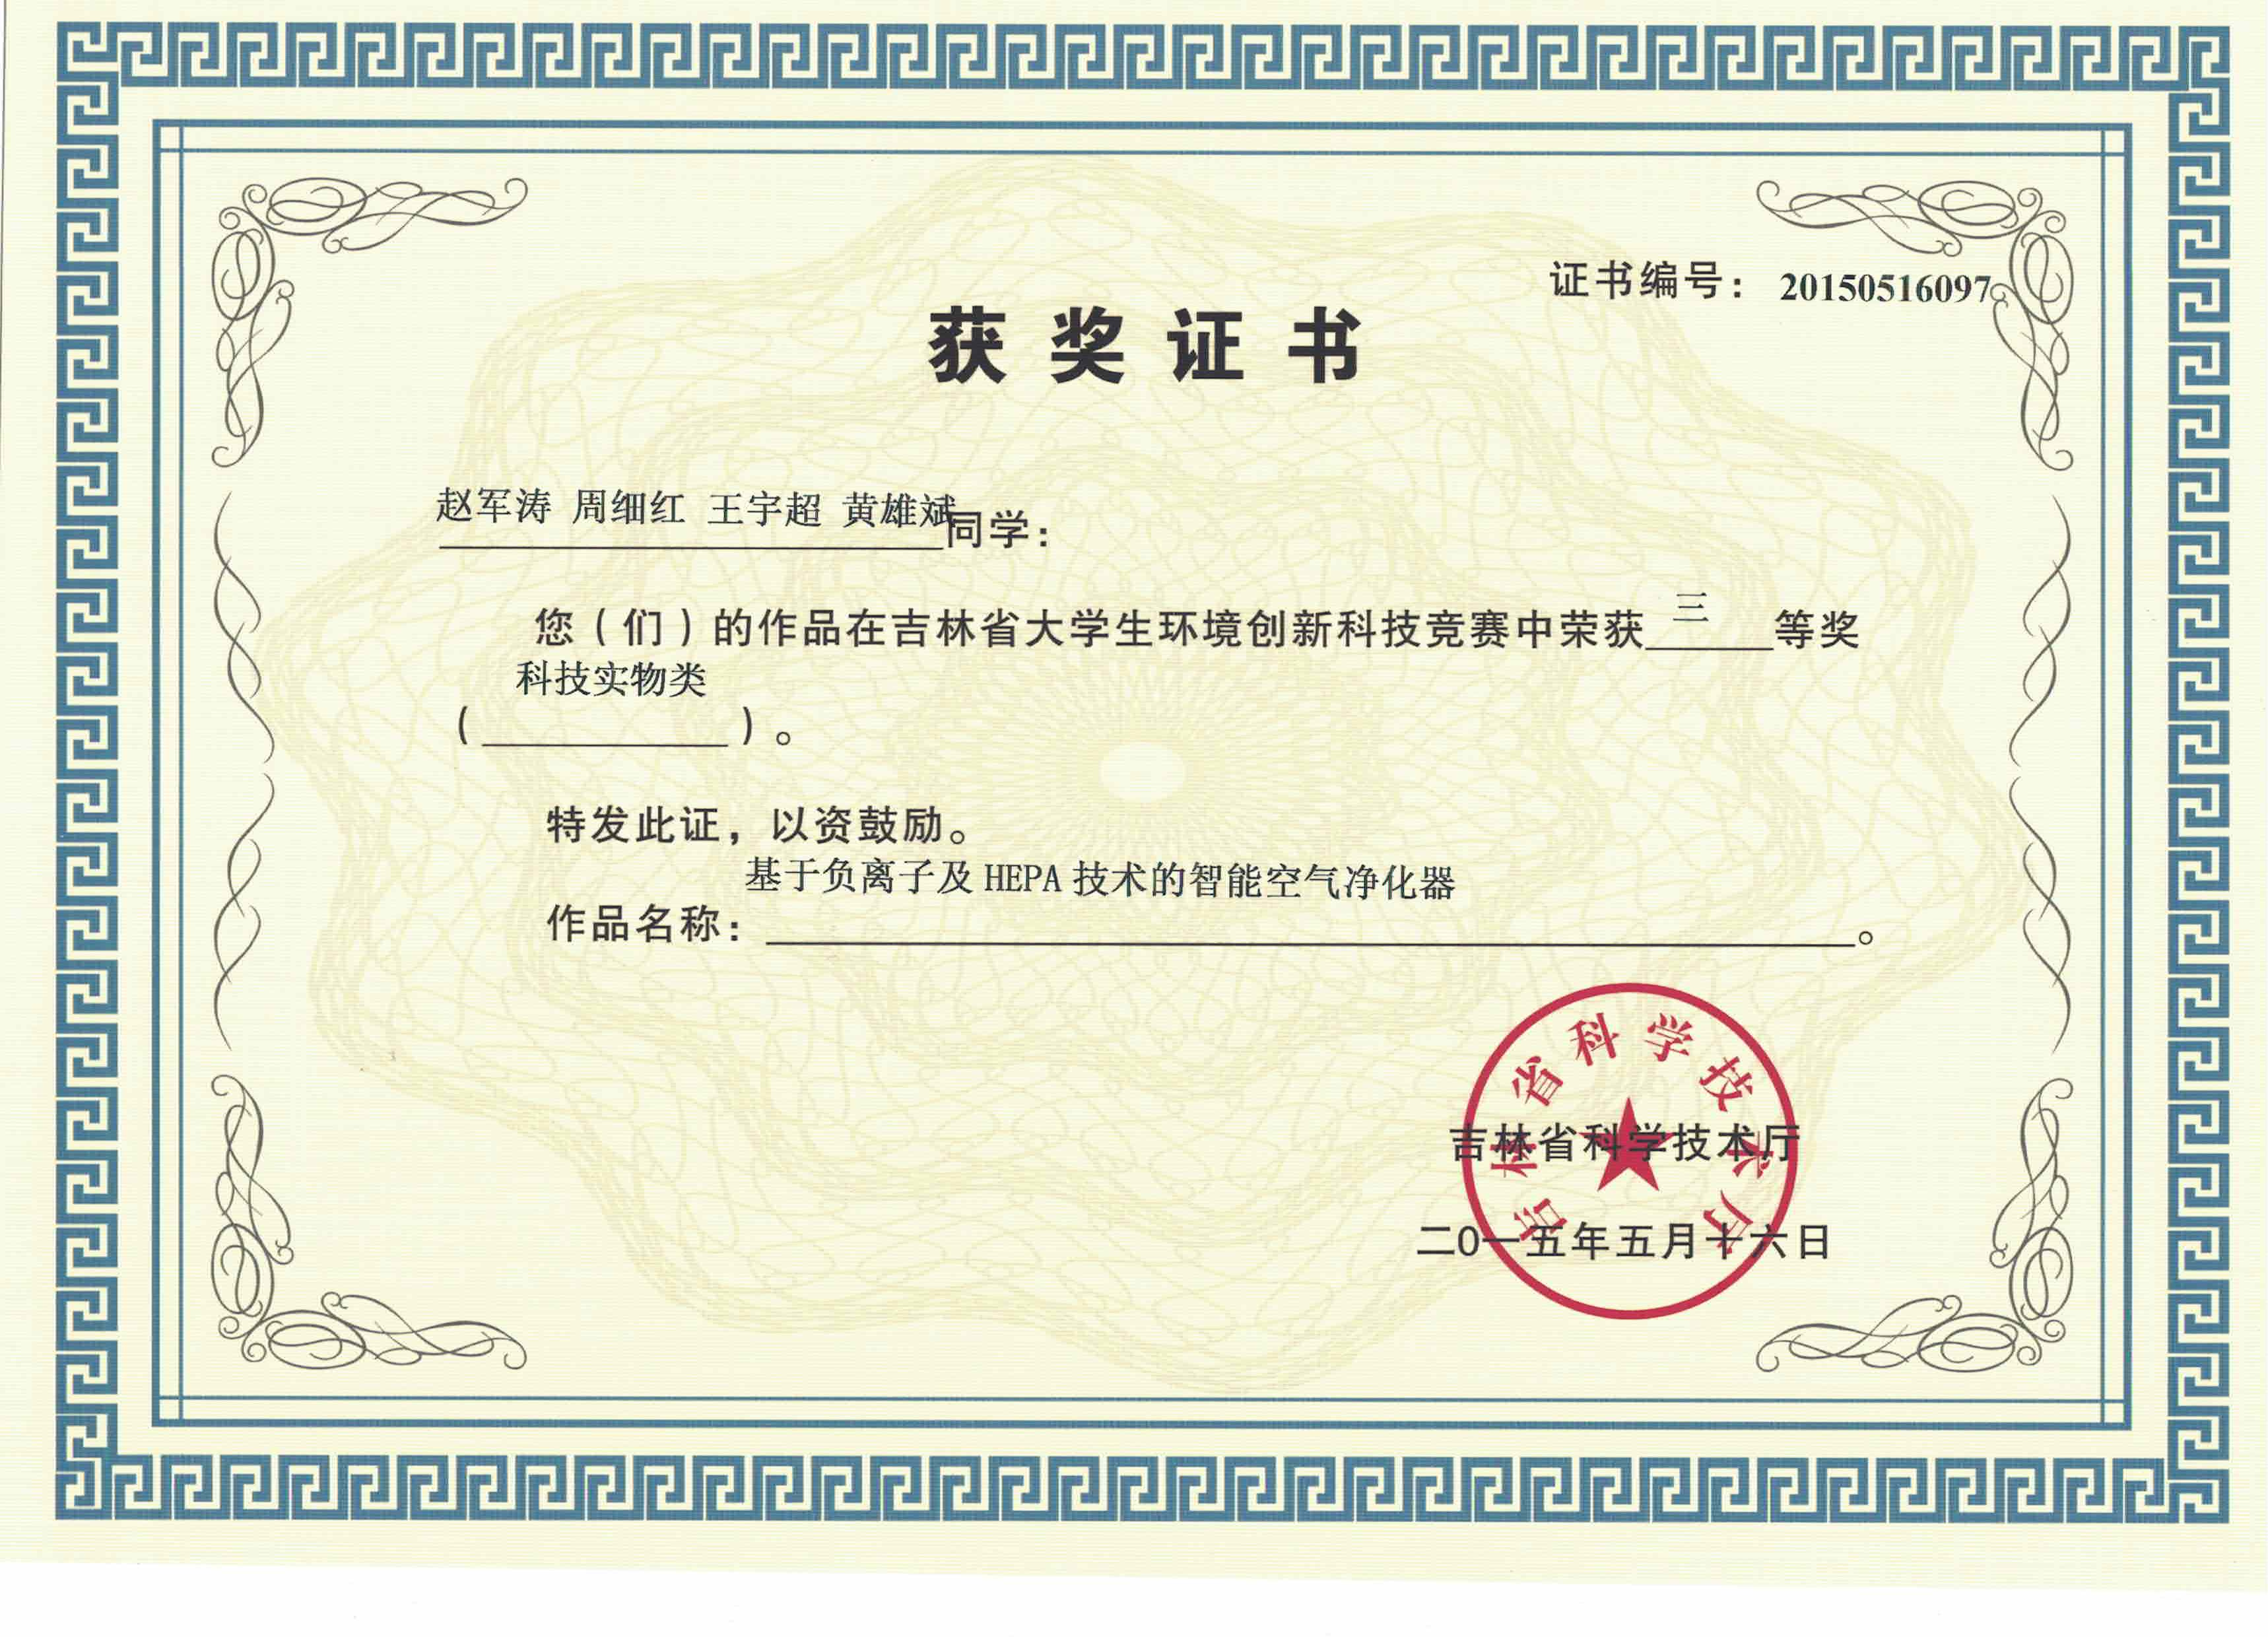 证书编号： 20150516097
获奖证书
赵军涛 周细红 王宇超 黄雄斌同学：
您（们）的作品在吉林省大学生环境创新科技竞赛中荣获三等奖
（科技实物类）。
特发此证，以资鼓励。
作品名称：基于负离子及 HEPA 技术的智能空气净化器。
吉林省科学技术厅
吉林省科学技术厅
二0一五年五月十六日